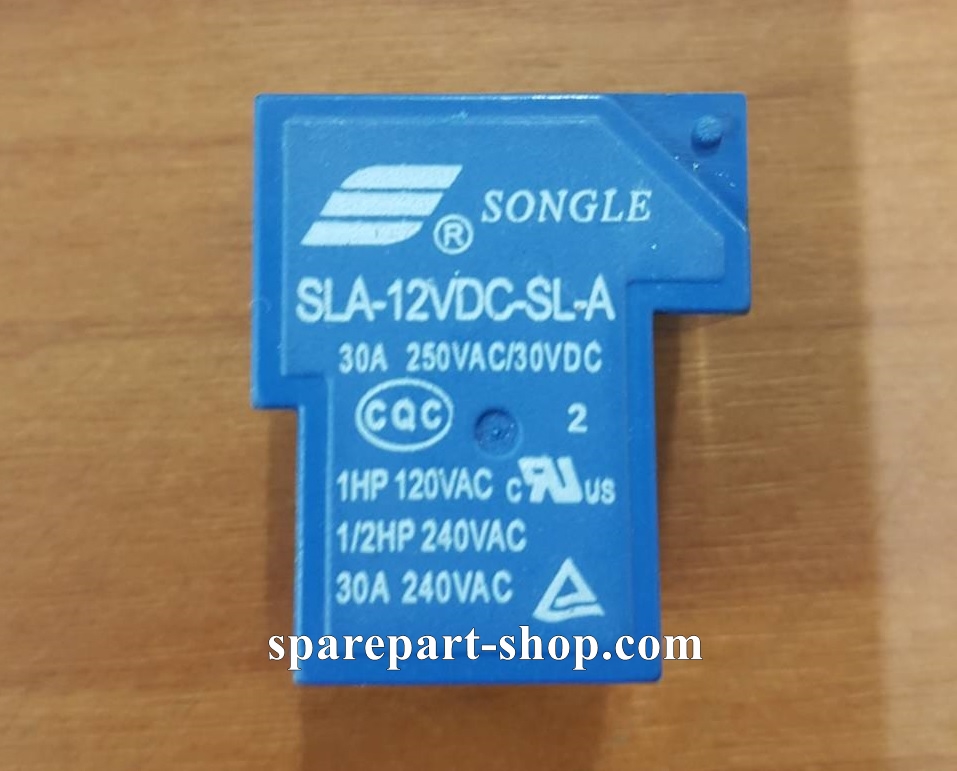 ® SONGLE
SLA-12VDC-SL-A
30A 250VAC/30VDC
CQC 2
1HP 120VAC c RU US
1/2HP 240VAC
30A 240VAC
sparepart-shop.com